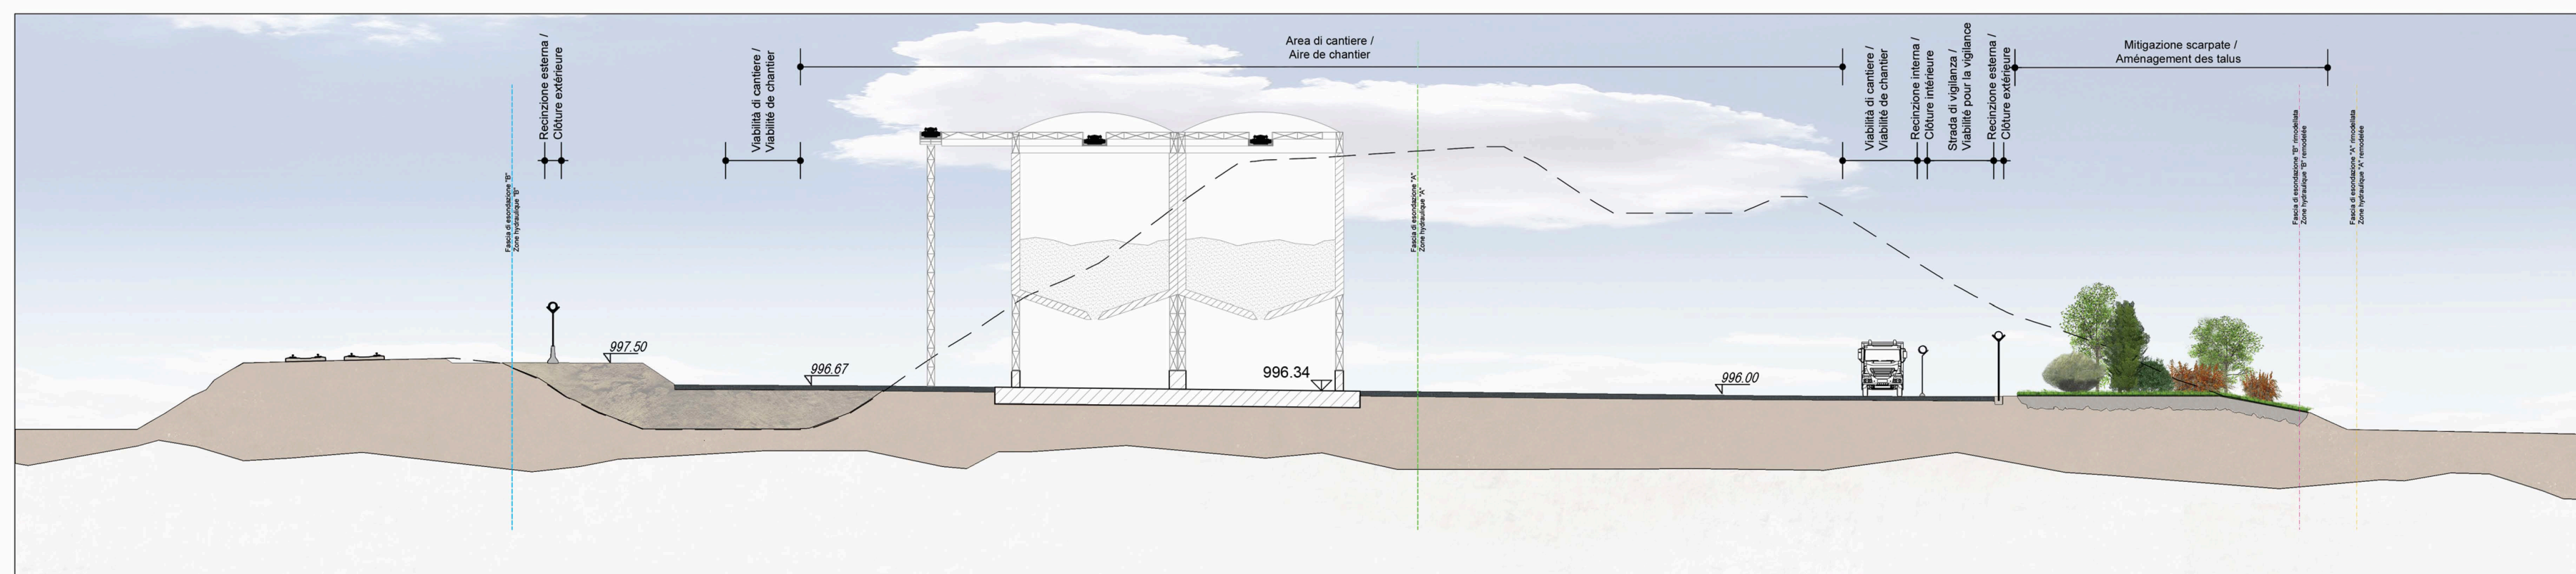 Recinzione esterna /
Clôture extérieure
Viabilità di cantiere /
Viabilité de chantier
Area di cantiere /
Aire de chantier
Viabilità di cantiere /
Viabilité de chantier
Recinzione interna /
Clôture intérieure
Strada di vigilanza /
Viabilité pour la vigilance
Recinzione esterna /
Clôture extérieure
Mitigazione scarpate /
Aménagement des talus
Fascia di esondazione "B"
Zone hydraulique "B"
Fascia di esondazione "A"
Zone hydraulique "A"
Fascia di esondazione "B" rimodellata
Zone hydraulique "B" remodelée
Fascia di esondazione "A" rimodellata
Zone hydraulique "A" remodelée
997.50
996.67
996.34
996.00